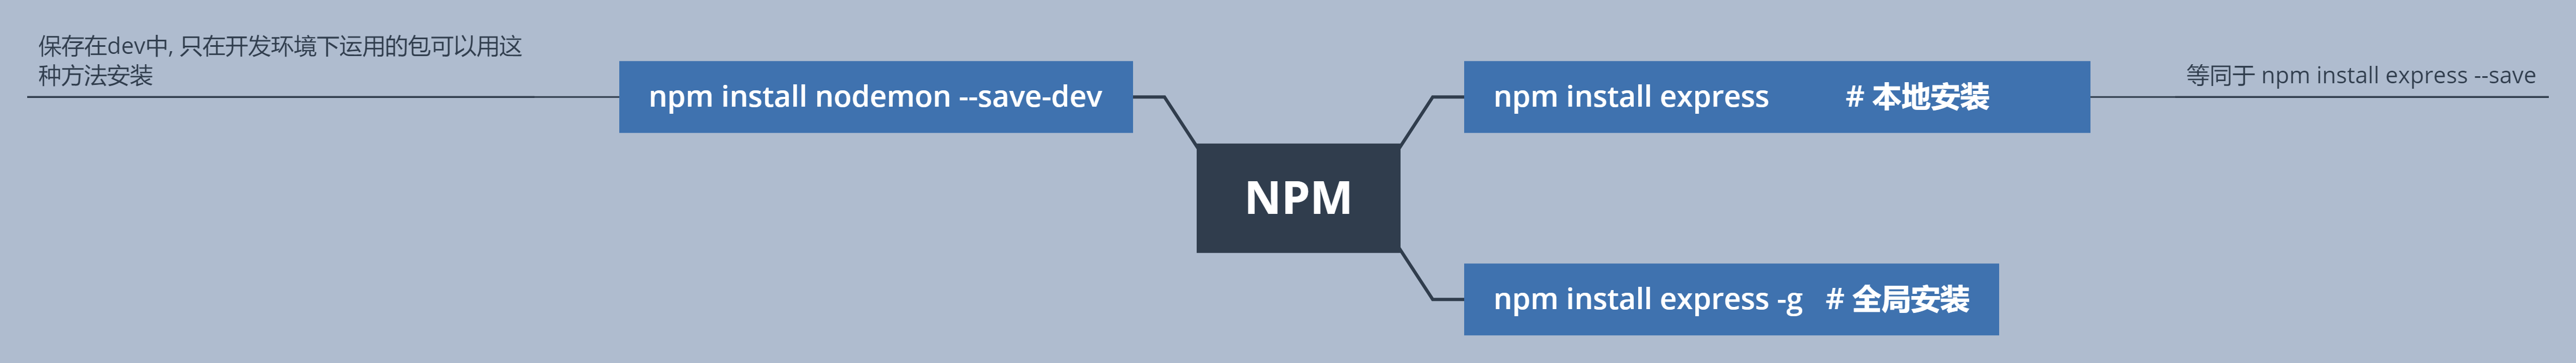 保存在dev中, 只在开发环境下运用的包可以用这
种方法安装
npm install nodemon --save-dev
NPM
npm install express # 本地安装
等同于 npm install express --save
npm install express -g # 全局安装